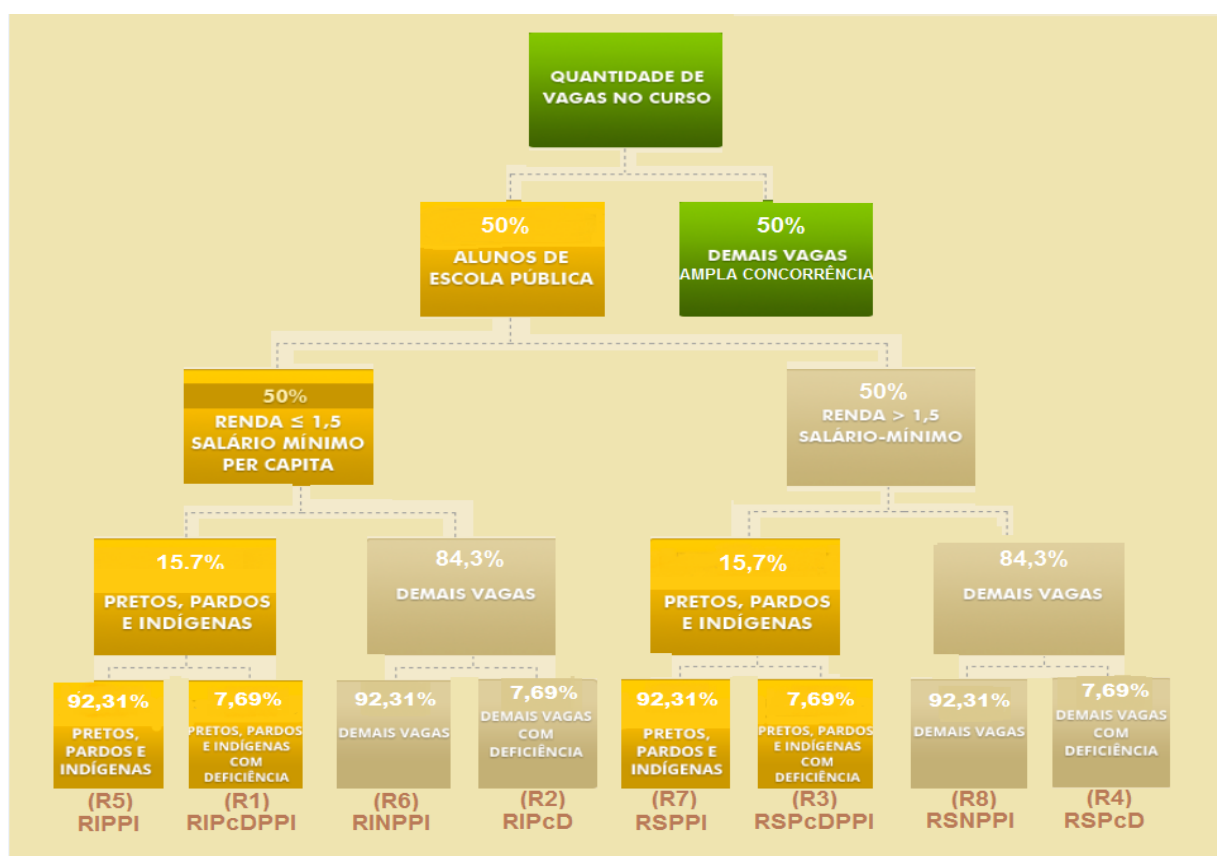 QUANTIDADE DE
VAGAS NO CURSO
50%
ALUNOS DE
ESCOLA PÚBLICA
50%
DEMAIS VAGAS
AMPLA CONCORRÊNCIA
50%
RENDA ≤ 1,5
SALÁRIO MÍNIMO
PER CAPITA
50%
RENDA > 1,5
SALÁRIO-MÍNIMO
15.7%
PRETOS, PARDOS
E INDÍGENAS
84,3%
DEMAIS VAGAS
15,7%
PRETOS, PARDOS
E INDÍGENAS
84,3%
DEMAIS VAGAS
92,31%
PRETOS,
PARDOS E
INDÍGENAS
(R5)
RIPPI
7,69%
PRETOS, PARDOS
E INDÍGENAS
COM
DEFICIÊNCIA
(R1)
RIPcDPPI
92,31%
DEMAIS VAGAS
(R6)
RINPPI
7,69%
DEMAIS VAGAS
COM
DEFICIÊNCIA
(R2)
RIPcD
92,31%
PRETOS,
PARDOS E
INDÍGENAS
(R7)
RSPPI
7,69%
PRETOS, PARDOS
E INDÍGENAS
COM
DEFICIÊNCIA
(R3)
RSPcDPPI
92,31%
DEMAIS VAGAS
(R8)
RSNPPI
7,69%
DEMAIS VAGAS
COM
DEFICIÊNCIA
(R4)
RSPcD